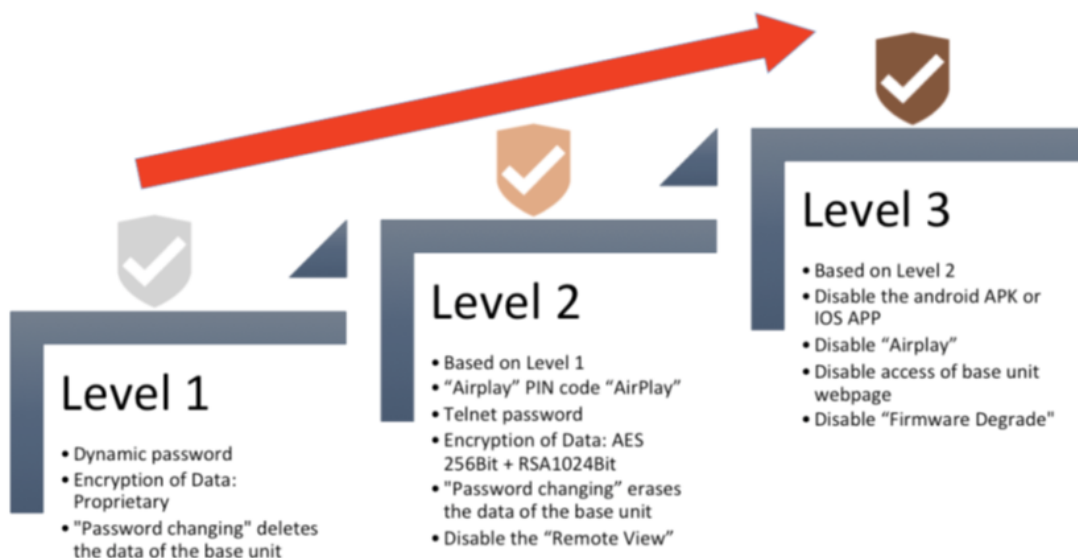 Level 1
• Dynamic password
• Encryption of Data:
Proprietary
• "Password changing" deletes
the data of the base unit
Level 2
• Based on Level 1
• “Airplay” PIN code “AirPlay”
• Telnet password
• Encryption of Data: AES
256Bit + RSA1024Bit
• "Password changing” erases
the data of the base unit
• Disable the “Remote View”
Level 3
• Based on Level 2
• Disable the android APK or
IOS APP
• Disable “Airplay”
• Disable access of base unit
webpage
• Disable “Firmware Degrade"